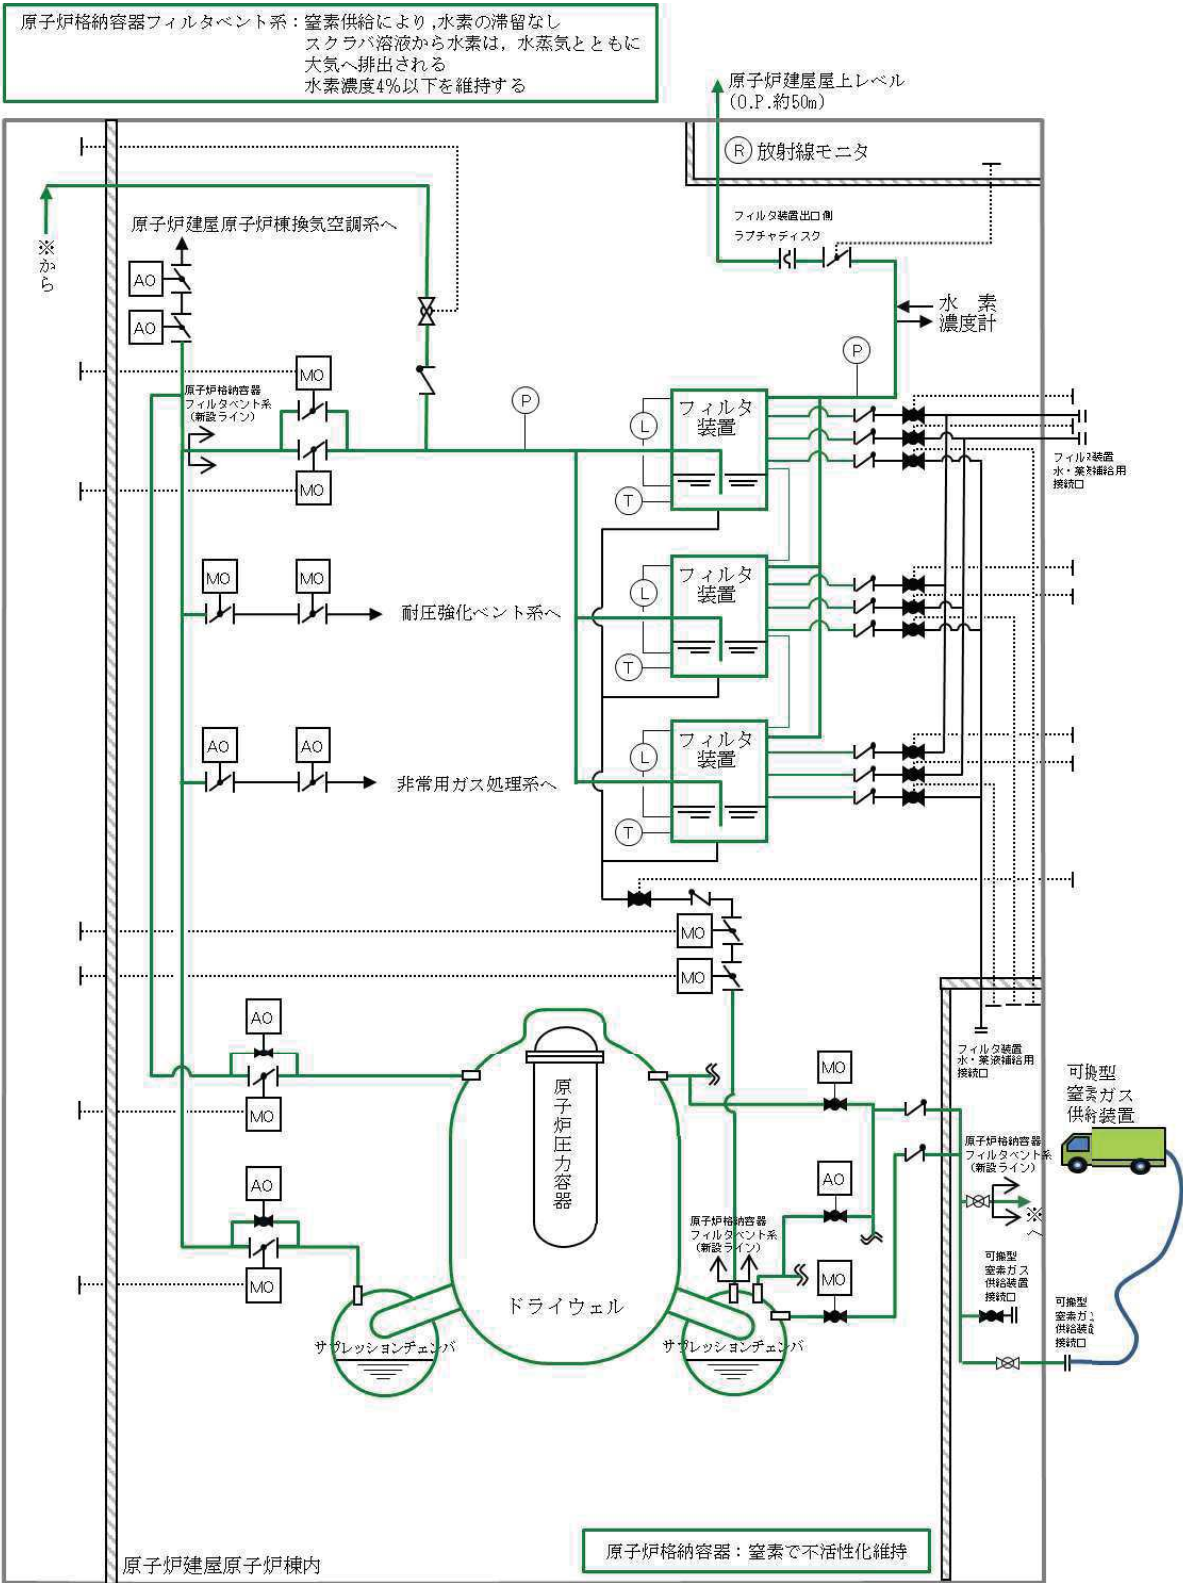 原子炉格納容器フィルタベント系：窒素供給により,水素の滞留なし
スクラバ溶液から水素は，水蒸気とともに
大気へ排出される
水素濃度4%以下を維持する
原子炉建屋屋上レベル
(O.P.約50m)
R 放射線モニタ
フィルタ装置出口側
ラプチャディスク
※から
原子炉建屋原子炉棟換気空調系へ
AO
AO
水 素
濃度計
P
MO
原子炉格納容器
フィルタベント系
(新設ライン)
P
L
フィルタ
装置
T
MO
フィルタ装置
水・薬液補給用
接続口
MO
MO
耐圧強化ベント系へ
L
フィルタ
装置
T
AO
AO
非常用ガス処理系へ
L
フィルタ
装置
T
MO
MO
AO
MO
原子炉圧力容器
MO
フィルタ装置
水・薬液補給用
接続口
可搬型
窒素ガス
供給装置
原子炉格納容器
フィルタベント系
(新設ライン)
※へ
AO
MO
AO
原子炉格納容器
フィルタベント系
(新設ライン)
MO
可搬型
窒素ガス
供給装置
接続口
可搬型
窒素ガス
供給装置
接続口
ドライウェル
サプレッションチェンバ
サプレッションチェンバ
原子炉建屋原子炉棟内
原子炉格納容器：窒素で不活性化維持